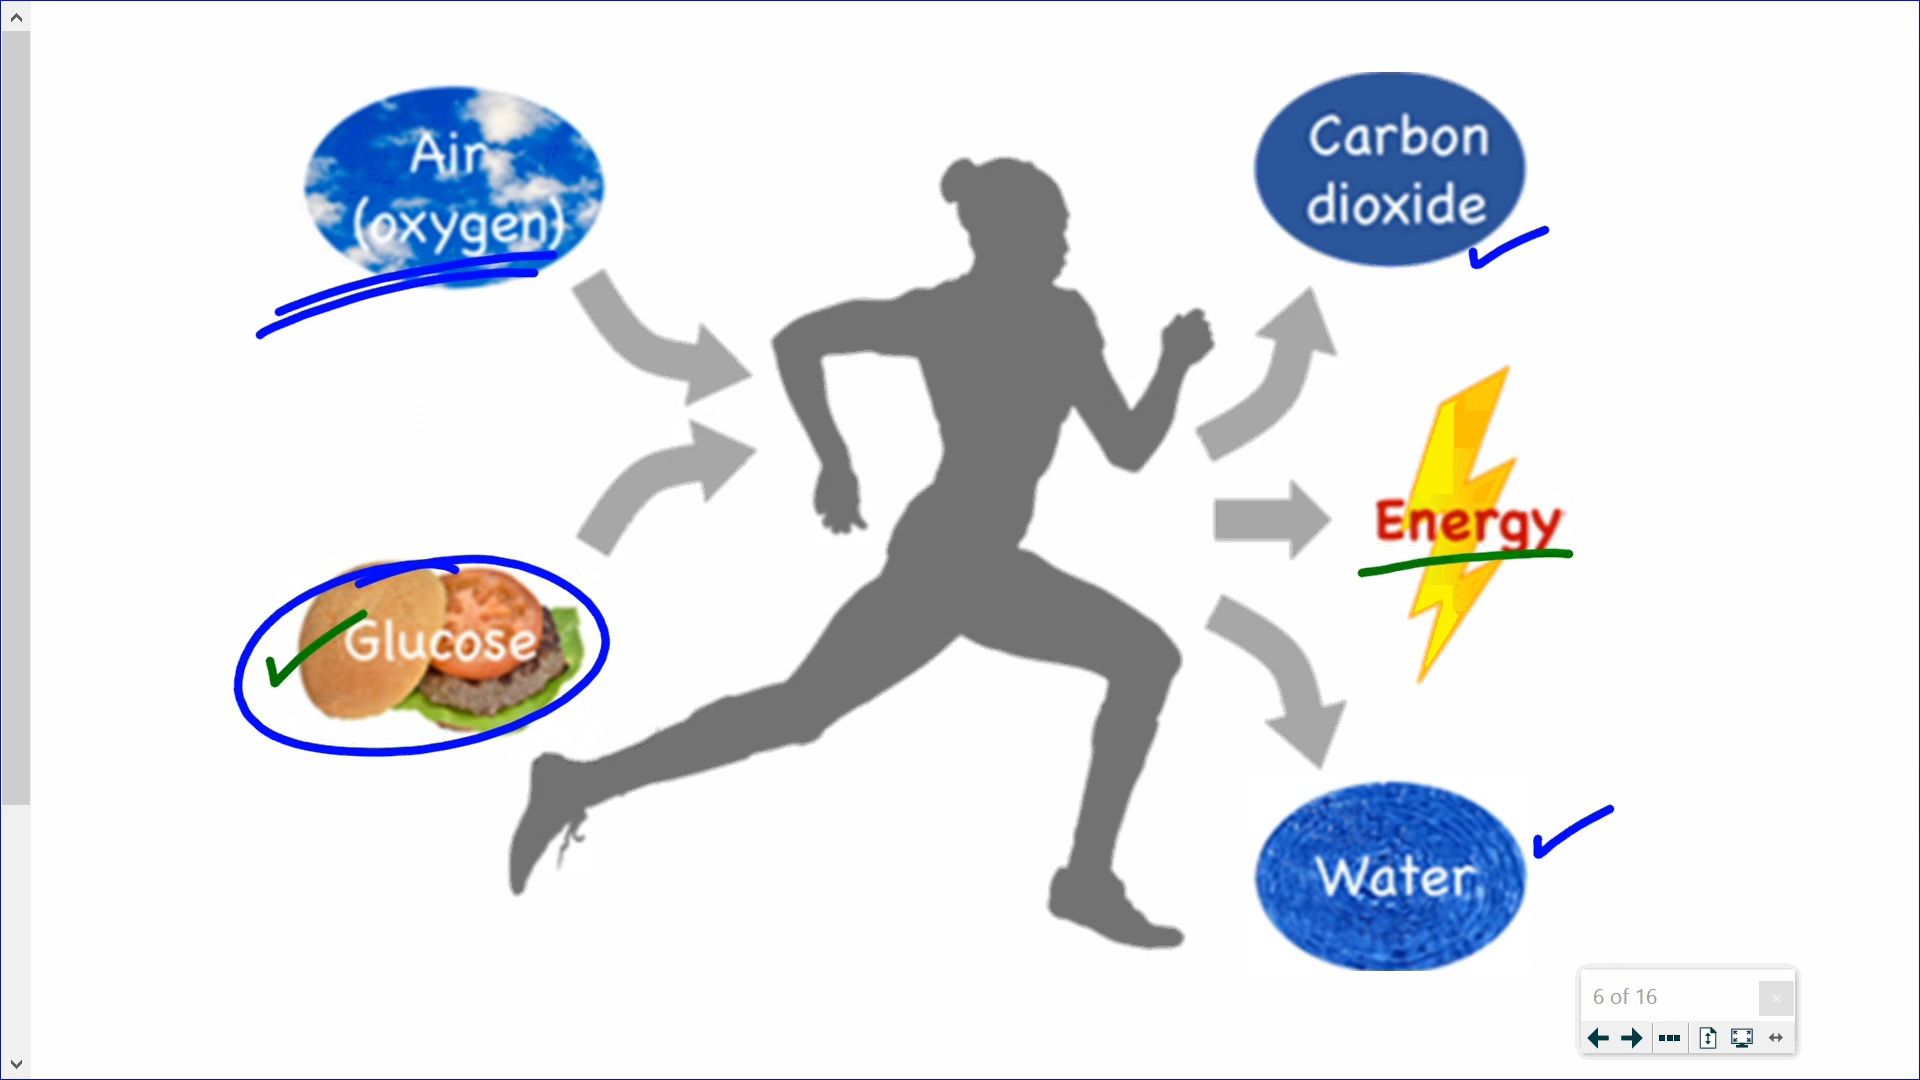 Air
(oxygen)
Glucose
Carbon
dioxide
Energy
Water
6 of 16